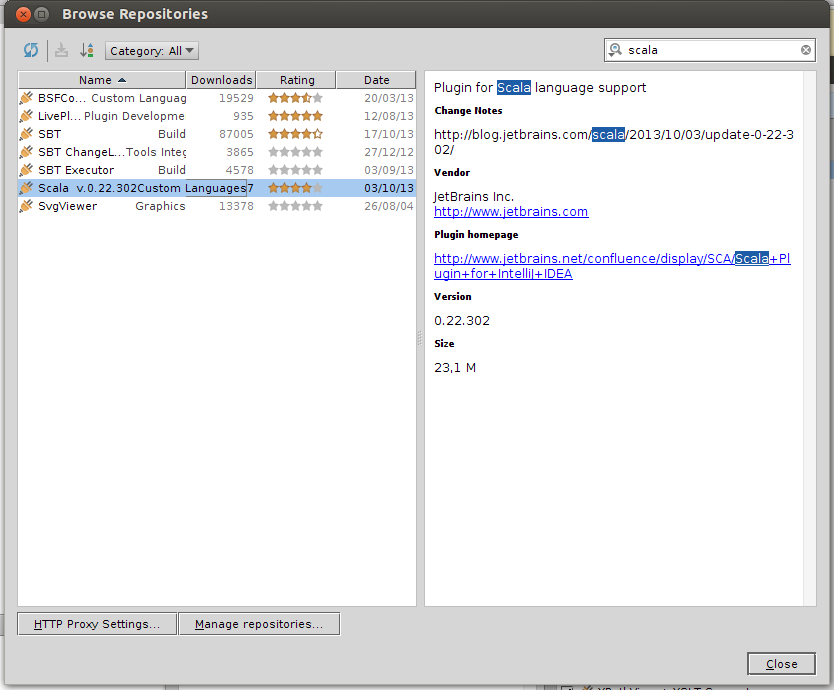 Browse Repositories
Category: All
scala
Name Downloads Rating Date
BSFCo... Custom Languag 19529 20/03/13
LivePl... Plugin Developme 935 12/08/13
SBT Build 87005 17/10/13
SBT ChangeL...Tools Integ 3865 27/12/12
SBT Executor Build 4578 03/09/13
Scala v.0.22.302Custom Languages7 03/10/13
SvgViewer Graphics 13378 26/08/04
Plugin for Scala language support
Change Notes
http://blog.jetbrains.com/scala/2013/10/03/update-0-22-3
02/
Vendor
JetBrains Inc.
http://www.jetbrains.com
Plugin homepage
http://www.jetbrains.net/confluence/display/SCA/Scala+Pl
ugin+for+IntelliJ+IDEA
Version
0.22.302
Size
23,1 M
HTTP Proxy Settings...
Manage repositories...
Close